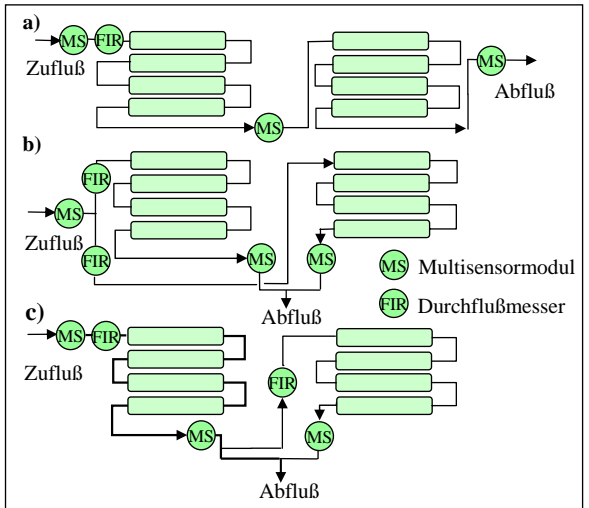 a)
MS FIR
Zufluß
MS
MS
Abfluß
b)
FIR
MS
Zufluß
FIR
MS MS
Abfluß
MS Multisensormodul
FIR Durchflußmesser
c)
MS FIR
Zufluß
FIR
MS MS
Abfluß